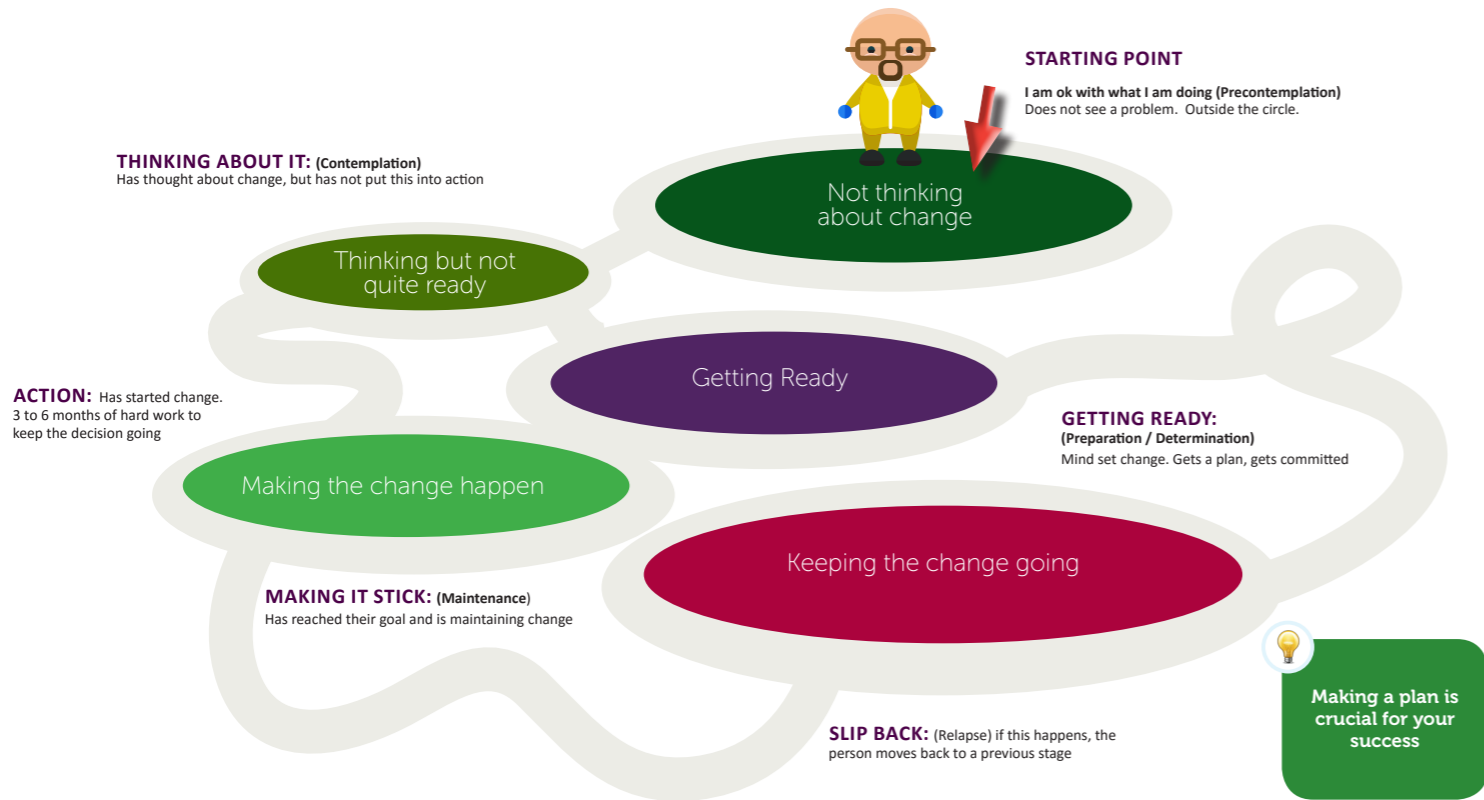 STARTING POINT
I am ok with what I am doing (Precontemplation)
Does not see a problem.  Outside the circle.
THINKING ABOUT IT: (Contemplation)
Has thought about change, but has not put this into action
Not thinking
about change
Thinking but not
quite ready
Getting Ready
ACTION: Has started change.
3 to 6 months of hard work to
keep the decision going
GETTING READY:
(Preparation / Determination)
Mind set change. Gets a plan, gets committed
Making the change happen
Keeping the change going
MAKING IT STICK: (Maintenance)
Has reached their goal and is maintaining change
Making a plan is
crucial for your
success
SLIP BACK: (Relapse) if this happens, the
person moves back to a previous stage